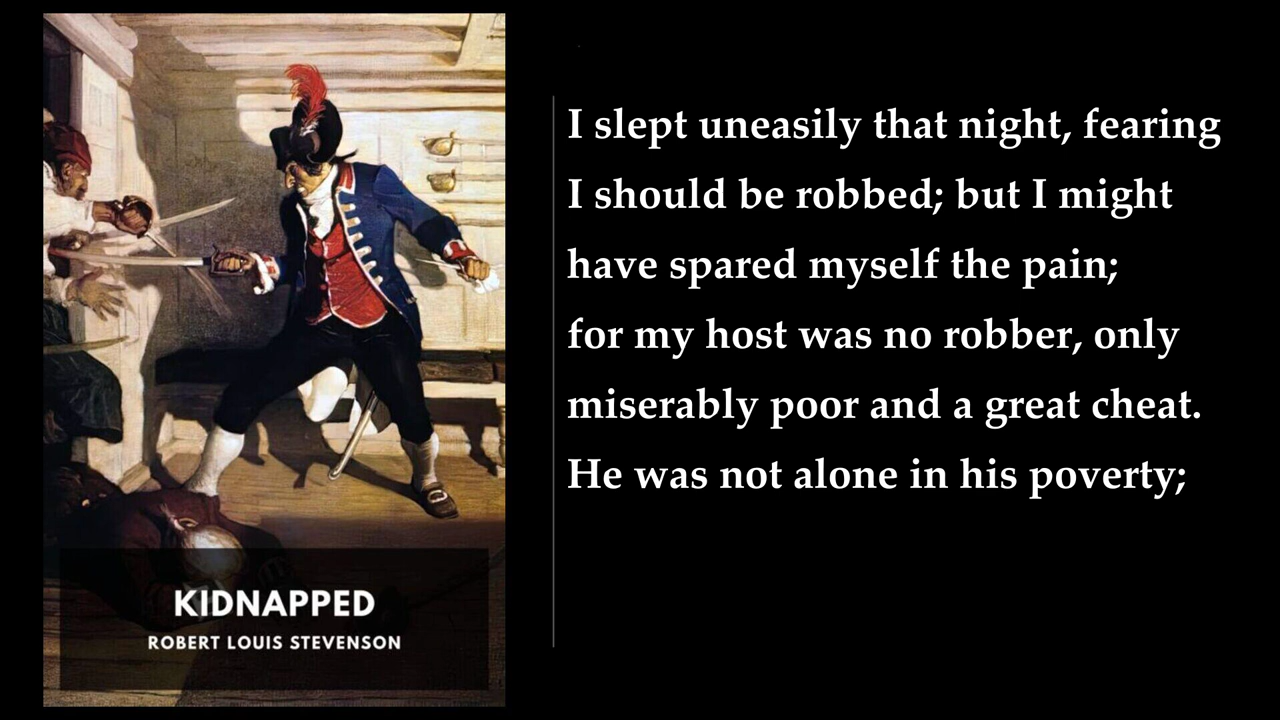 KIDNAPPED
ROBERT LOUIS STEVENSON
I slept uneasily that night, fearing
I should be robbed; but I might
have spared myself the pain;
for my host was no robber, only
miserably poor and a great cheat.
He was not alone in his poverty;